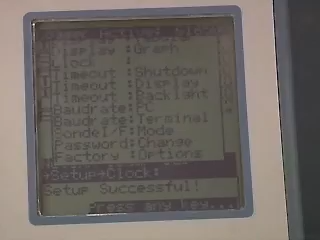 Display :Graph
Clock :
Timeout :Shutdown
Timeout :Display
Timeout :Backlight
Baudrate:PC
Baudrate:Terminal
SondeI/F:Mode
Password:Change
Factory :Options
→Setup→Clock:
Setup Successful!
Press any key...